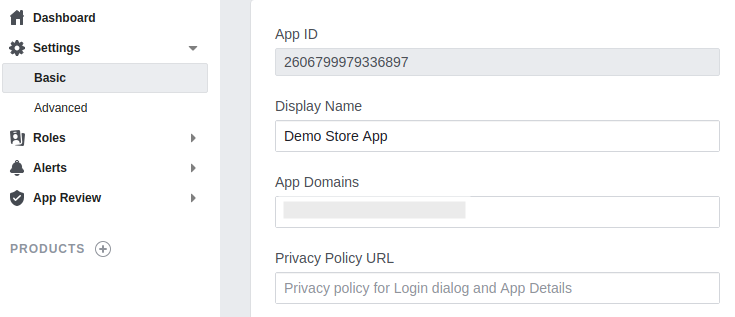 Dashboard
Settings
Basic
Advanced
Roles
Alerts
App Review
PRODUCTS
App ID
2606799979336897
Display Name
Demo Store App
App Domains
Privacy Policy URL
Privacy policy for Login dialog and App Details